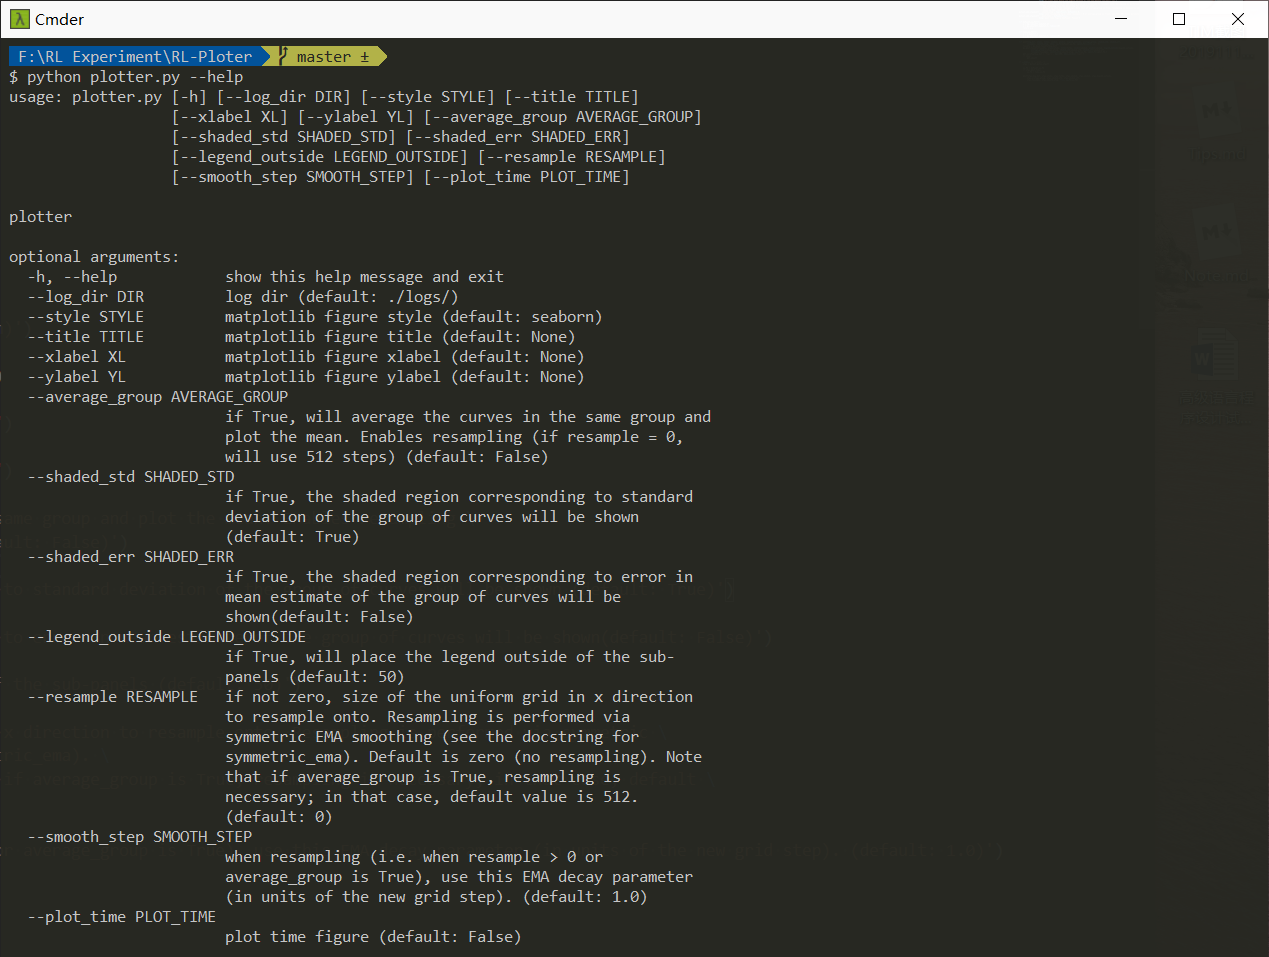 Cmder
F:\RL Experiment\RL-Ploter master ±
$ python plotter.py --help
usage: plotter.py [-h] [--log_dir DIR] [--style STYLE] [--title TITLE]
[--xlabel XL] [--ylabel YL] [--average_group AVERAGE_GROUP]
[--shaded_std SHADED_STD] [--shaded_err SHADED_ERR]
[--legend_outside LEGEND_OUTSIDE] [--resample RESAMPLE]
[--smooth_step SMOOTH_STEP] [--plot_time PLOT_TIME]
plotter
optional arguments:
-h, --help show this help message and exit
--log_dir DIR log dir (default: ./logs/)
--style STYLE matplotlib figure style (default: seaborn)
--title TITLE matplotlib figure title (default: None)
--xlabel XL matplotlib figure xlabel (default: None)
--ylabel YL matplotlib figure ylabel (default: None)
--average_group AVERAGE_GROUP
if True, will average the curves in the same group and
plot the mean. Enables resampling (if resample = 0,
will use 512 steps) (default: False)
--shaded_std SHADED_STD
if True, the shaded region corresponding to standard
deviation of the group of curves will be shown
(default: True)
--shaded_err SHADED_ERR
if True, the shaded region corresponding to error in
mean estimate of the group of curves will be
shown(default: False)
--legend_outside LEGEND_OUTSIDE
if True, will place the legend outside of the sub-
panels (default: 50)
--resample RESAMPLE if not zero, size of the uniform grid in x direction
to resample onto. Resampling is performed via
symmetric EMA smoothing (see the docstring for
symmetric_ema). Default is zero (no resampling). Note
that if average_group is True, resampling is
necessary; in that case, default value is 512.
(default: 0)
--smooth_step SMOOTH_STEP
when resampling (i.e. when resample > 0 or
average_group is True), use this EMA decay parameter
(in units of the new grid step). (default: 1.0)
--plot_time PLOT_TIME
plot time figure (default: False)